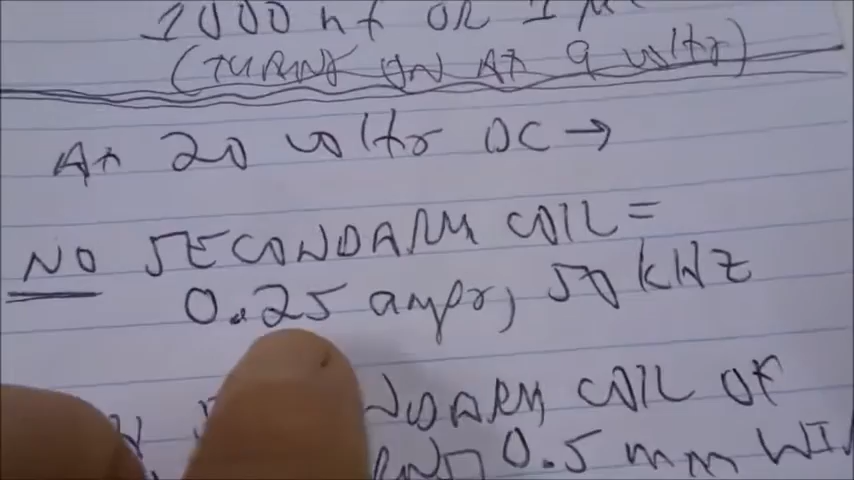 1000 nf OR 1
(TURNS ON AT 9 volts)
At 20 volts DC →
NO SECONDARY COIL =
0.25 amps, 50 kHz
COIL OF
0.5 mm